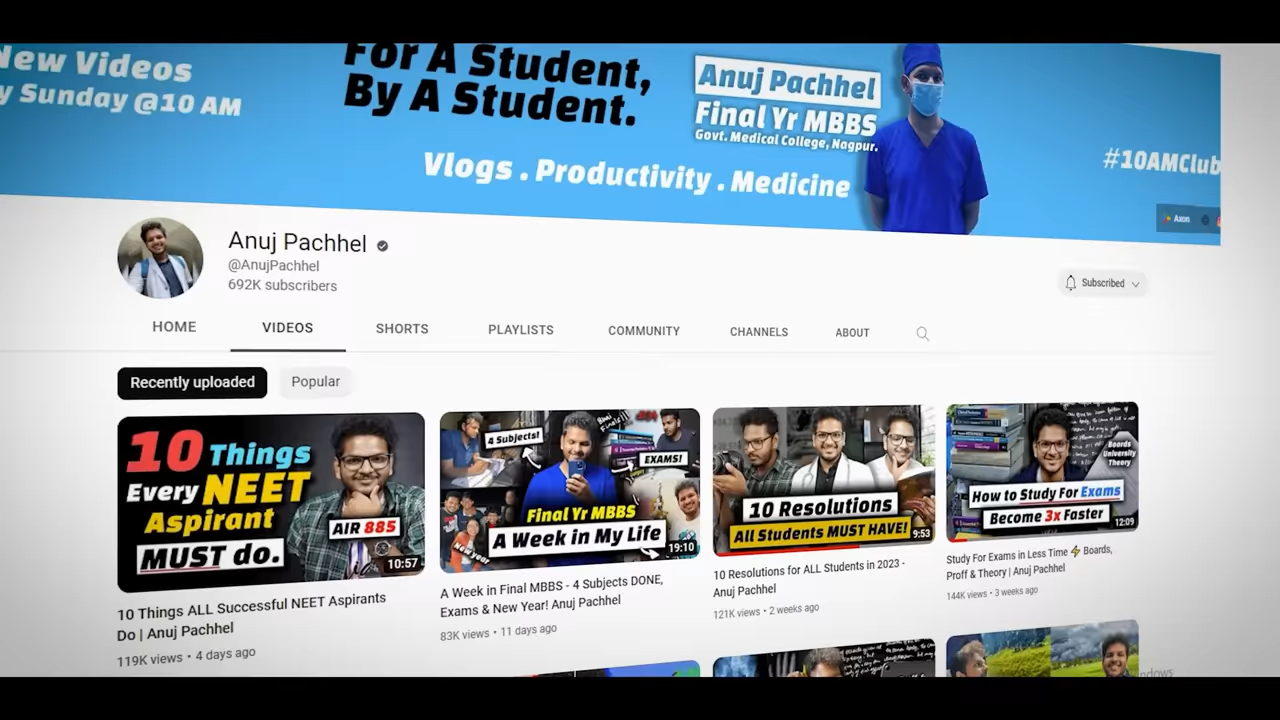 New Videos
y Sunday @10 AM
For A Student,
By A Student.
Vlogs . Productivity . Medicine
Anuj Pachhel
Final Yr MBBS
Govt. Medical College, Nagpur.
#10AMClub
Axon
Anuj Pachhel
@AnujPachhel
692K subscribers
Subscribed
HOME
VIDEOS
SHORTS
PLAYLISTS
COMMUNITY
CHANNELS
ABOUT
Recently uploaded
Popular
10 Things
Every NEET
Aspirant
MUST do.
AIR 885
10:57
10 Things ALL Successful NEET Aspirants
Do | Anuj Pachhel
119K views • 4 days ago
4 Subjects!
EXAMS!
New year
Final Yr MBBS
A Week in My Life
19:10
A Week in Final MBBS - 4 Subjects DONE,
Exams & New Year! Anuj Pachhel
83K views • 11 days ago
10 Resolutions
All Students MUST HAVE!
9:53
10 Resolutions for ALL Students in 2023 -
Anuj Pachhel
121K views • 2 weeks ago
Boards
University
Theory
How to Study For Exams
Become 3x Faster
12:09
Study For Exams in Less Time ⚡ Boards,
Proff & Theory | Anuj Pachhel
144K views • 3 weeks ago